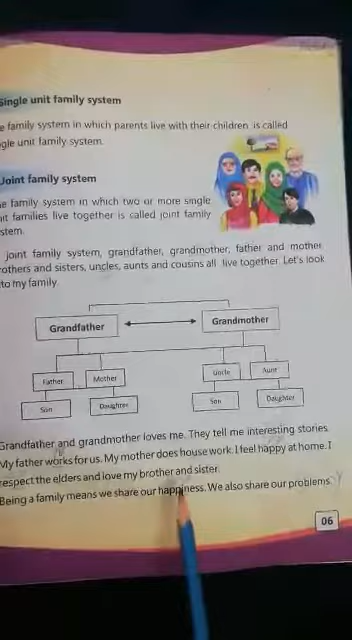 Single unit family system
e family system in which parents live with their children is called
gle unit family system.
Joint family system
e family system in which two or more single
it families live together is called joint family
stem.
joint family system, grandfather, grandmother, father and mother
rothers and sisters, uncles, aunts and cousins all live together. Let's look
to my family
Grandfather
Grandmother
Father
Mother
Uncle
Aunt
Son
Daughter
Son
Daughter
Grandfather and grandmother loves me. They tell me interesting stories.
My father works for us. My mother does house work. I feel happy at home. I
respect the elders and love my brother and sister.
Being a family means we share our happiness. We also share our problems.
06